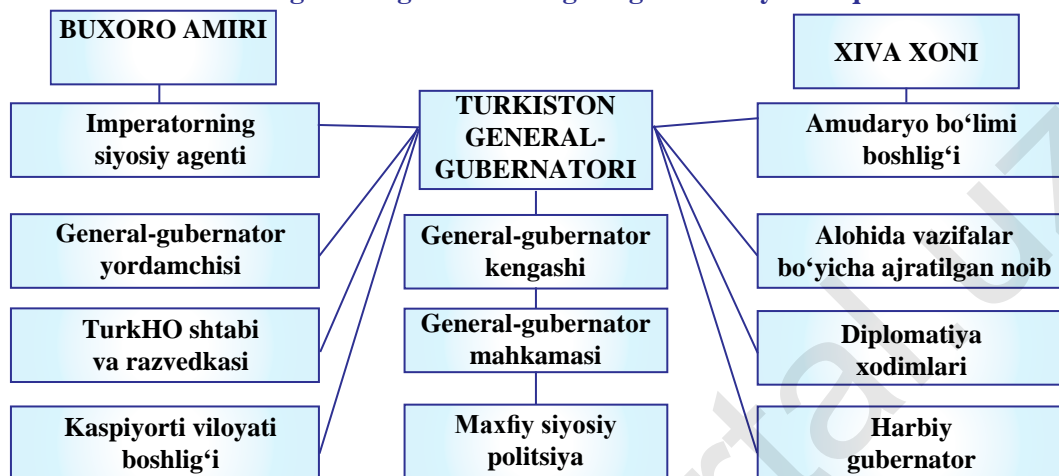 BUXORO AMIRI
XIVA XONI
Imperatorning
siyosiy agenti
TURKISTON
GENERAL-
GUBERNATORI
Amudaryo bo‘limi
boshlig‘i
General-gubernator
yordamchisi
General-gubernator
kengashi
Alohida vazifalar
bo‘yicha ajratilgan noib
TurkHO shtabi
va razvedkasi
General-gubernator
mahkamasi
Diplomatiya
xodimlari
Kaspiyorti viloyati
boshlig‘i
Maxfiy siyosiy
politsiya
Harbiy
gubernator
rtal.uz